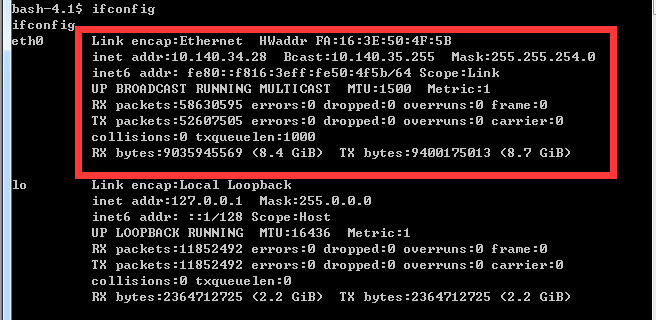 bash-4.1$ ifconfig
ifconfig
eth0 Link encap:Ethernet HWaddr FA:16:3E:50:4F:5B
inet addr:10.140.34.28 Bcast:10.140.35.255 Mask:255.255.254.0
inet6 addr: fe80::f816:3eff:fe50:4f5b/64 Scope:Link
UP BROADCAST RUNNING MULTICAST MTU:1500 Metric:1
RX packets:58630595 errors:0 dropped:0 overruns:0 frame:0
TX packets:52607505 errors:0 dropped:0 overruns:0 carrier:0
collisions:0 txqueuelen:1000
RX bytes:9035945569 (8.4 GiB) TX bytes:9400175013 (8.7 GiB)
lo Link encap:Local Loopback
inet addr:127.0.0.1 Mask:255.0.0.0
inet6 addr: ::1/128 Scope:Host
UP LOOPBACK RUNNING MTU:16436 Metric:1
RX packets:11852492 errors:0 dropped:0 overruns:0 frame:0
TX packets:11852492 errors:0 dropped:0 overruns:0 carrier:0
collisions:0 txqueuelen:0
RX bytes:2364712725 (2.2 GiB) TX bytes:2364712725 (2.2 GiB)